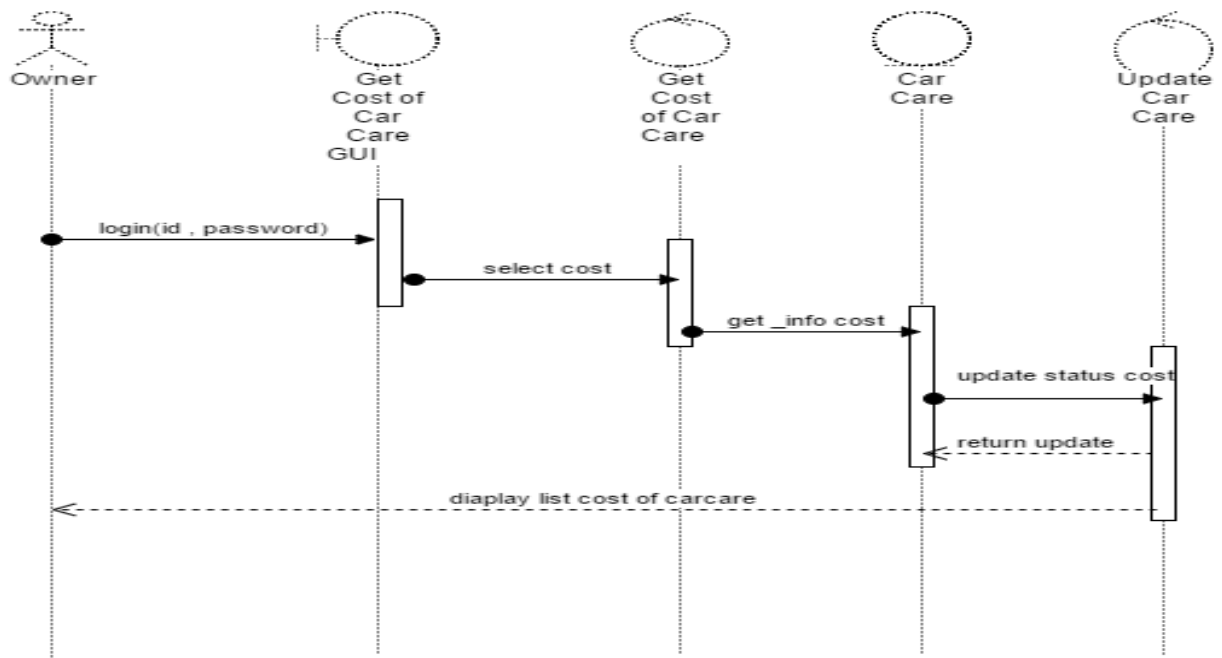 Owner
Get
Cost of
Car
Care
GUI
Get
Cost
of Car
Care
Car
Care
Update
Car
Care
login(id , password)
select cost
get _info cost
update status cost
return update
diaplay list cost of carcare